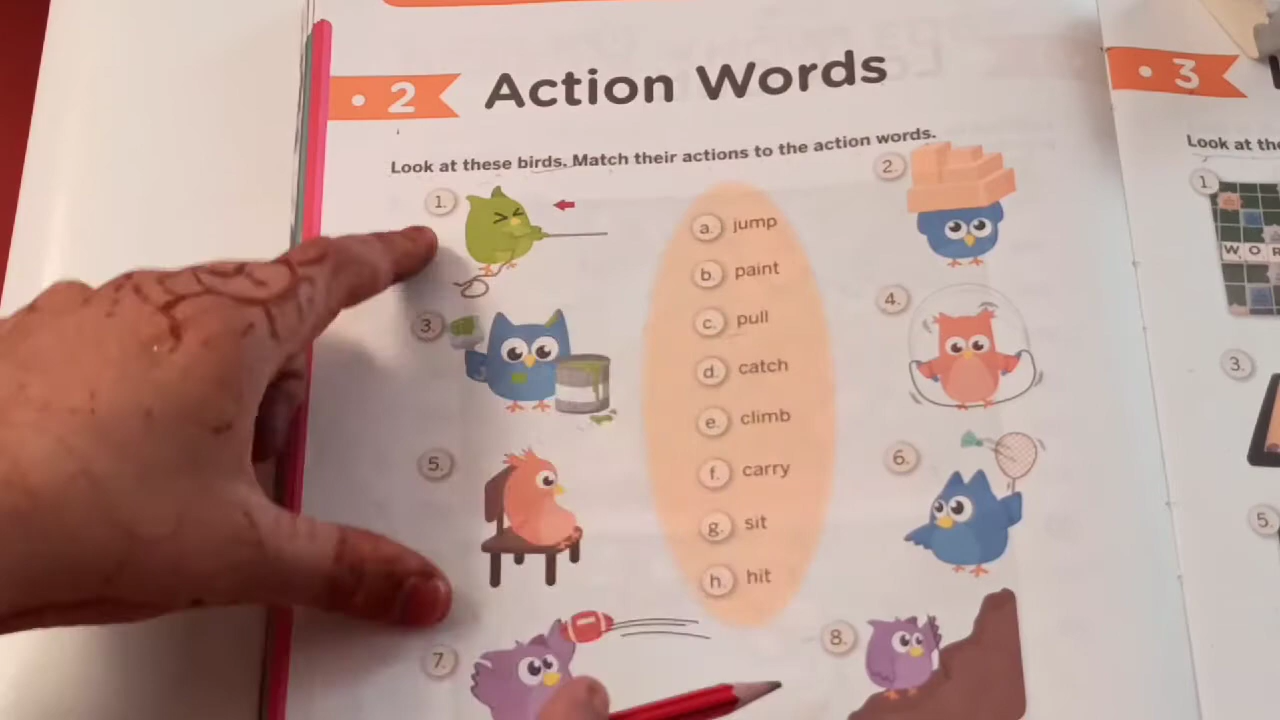 • 2 Action Words
Look at these birds. Match their actions to the action words.
1.
2.
3.
4.
5.
6.
7.
8.
a. jump
b. paint
c. pull
d. catch
e. climb
f. carry
g. sit
h. hit
• 3
Look at the
1.
W O R
3.
5.